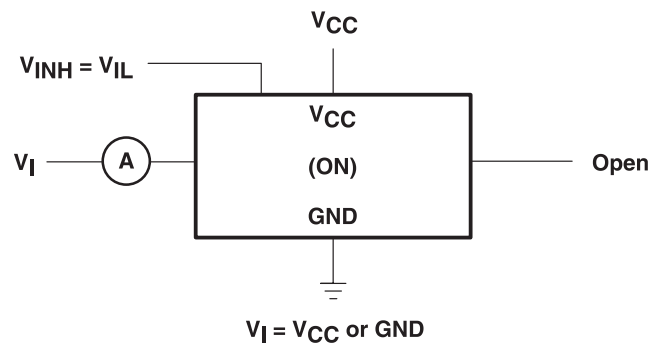 VCC
VINH = VIL
VCC
VI
A
(ON)
Open
GND
VI = VCC or GND